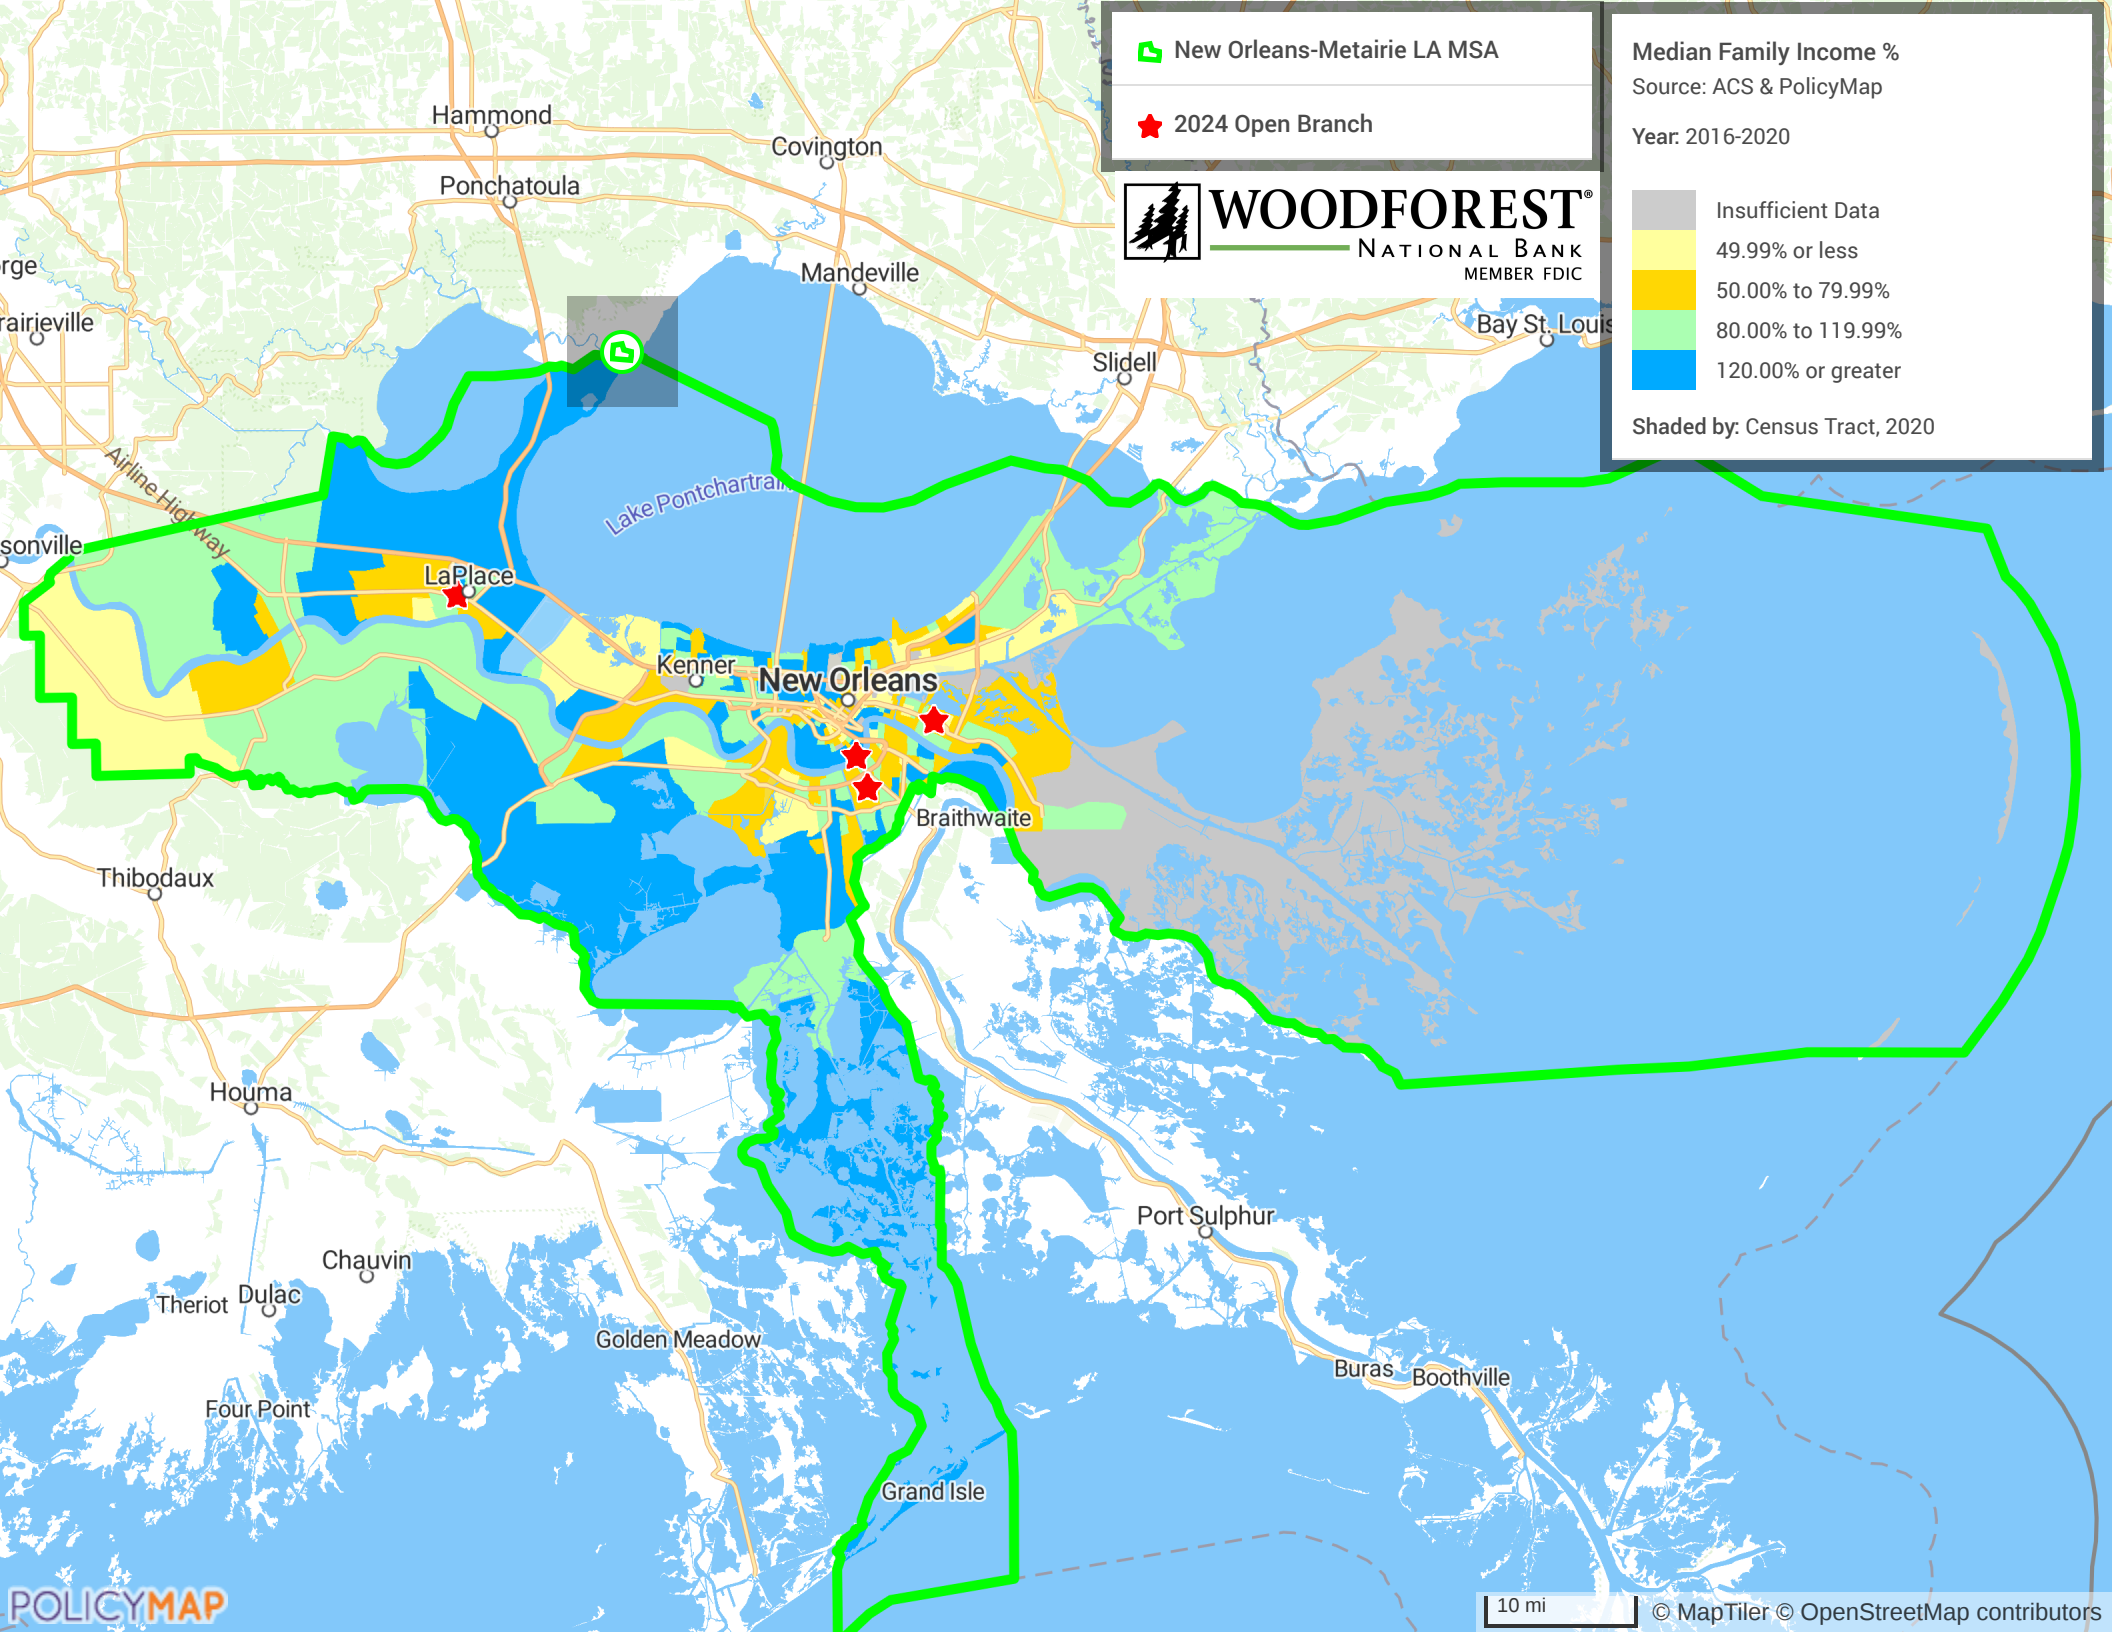 New Orleans-Metairie LA MSA
2024 Open Branch
WOODFOREST®
NATIONAL BANK
MEMBER FDIC
Median Family Income %
Source: ACS & PolicyMap
Year: 2016-2020
Insufficient Data
49.99% or less
50.00% to 79.99%
80.00% to 119.99%
120.00% or greater
Shaded by: Census Tract, 2020
Hammond
Covington
Ponchatoula
rge
Mandeville
rairieville
Bay St. Louis
Slidell
Airline Highway
Lake Pontchartrain
sonville
LaPlace
Kenner
New Orleans
Braithwaite
Thibodaux
Houma
Port Sulphur
Chauvin
Theriot
Dulac
Golden Meadow
Buras
Boothville
Four Point
Grand Isle
POLICYMAP
10 mi
© MapTiler © OpenStreetMap contributors